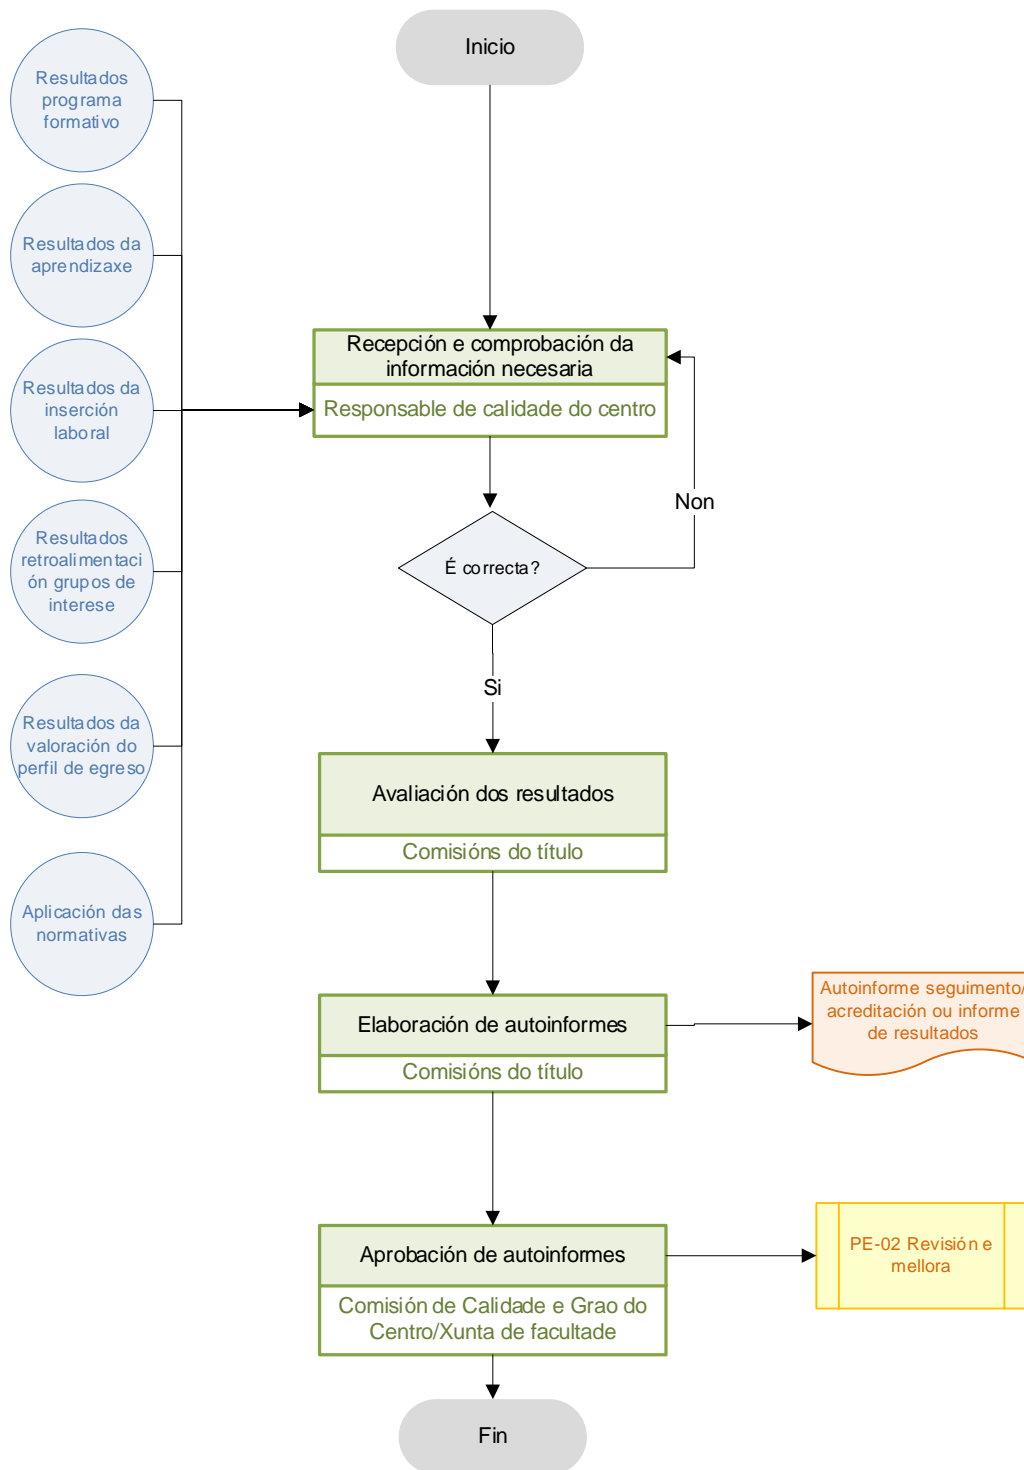 Inicio
Resultados
programa
formativo
Resultados da
aprendizaxe
Resultados da
inserción
laboral
Resultados
retroalimentaci
ón grupos de
interese
Resultados da
valoración do
perfil de egreso
Aplicación das
normativas
Recepción e comprobación da
información necesaria
Responsable de calidade do centro
É correcta?
Non
Si
Avaliación dos resultados
Comisións do título
Elaboración de autoinformes
Comisións do título
Autoinforme seguimento/
acreditación ou informe
de resultados
Aprobación de autoinformes
Comisión de Calidade e Grao do
Centro/Xunta de facultade
PE-02 Revisión e
mellora
Fin